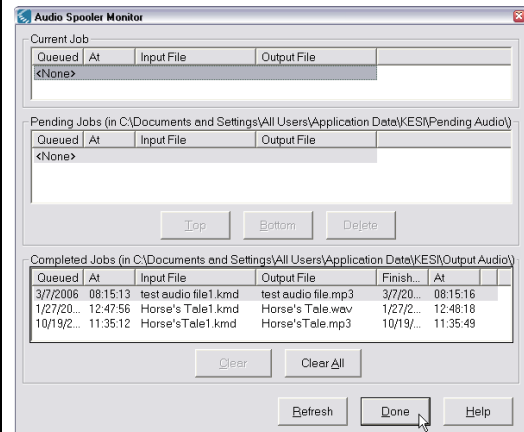 Audio Spooler Monitor
Current Job
Queued At Input File Output File
<None>
Pending Jobs (in C:\Documents and Settings\All Users\Application Data\KESI\Pending Audio\)
Queued At Input File Output File
<None>
Top Bottom Delete
Completed Jobs (in C:\Documents and Settings\All Users\Application Data\KESI\Output Audio\)
Queued At Input File Output File Finish... At
3/7/2006 08:15:13 test audio file1.kmd test audio file.mp3 3/7/20... 08:15:16
1/27/20... 12:47:56 Horse's Tale1.kmd Horse's Tale.wav 1/27/2... 12:48:18
10/19/2... 11:35:12 Horse'sTale1.kmd Horse'sTale.mp3 10/19/... 11:35:49
Clear Clear All
Refresh Done Help